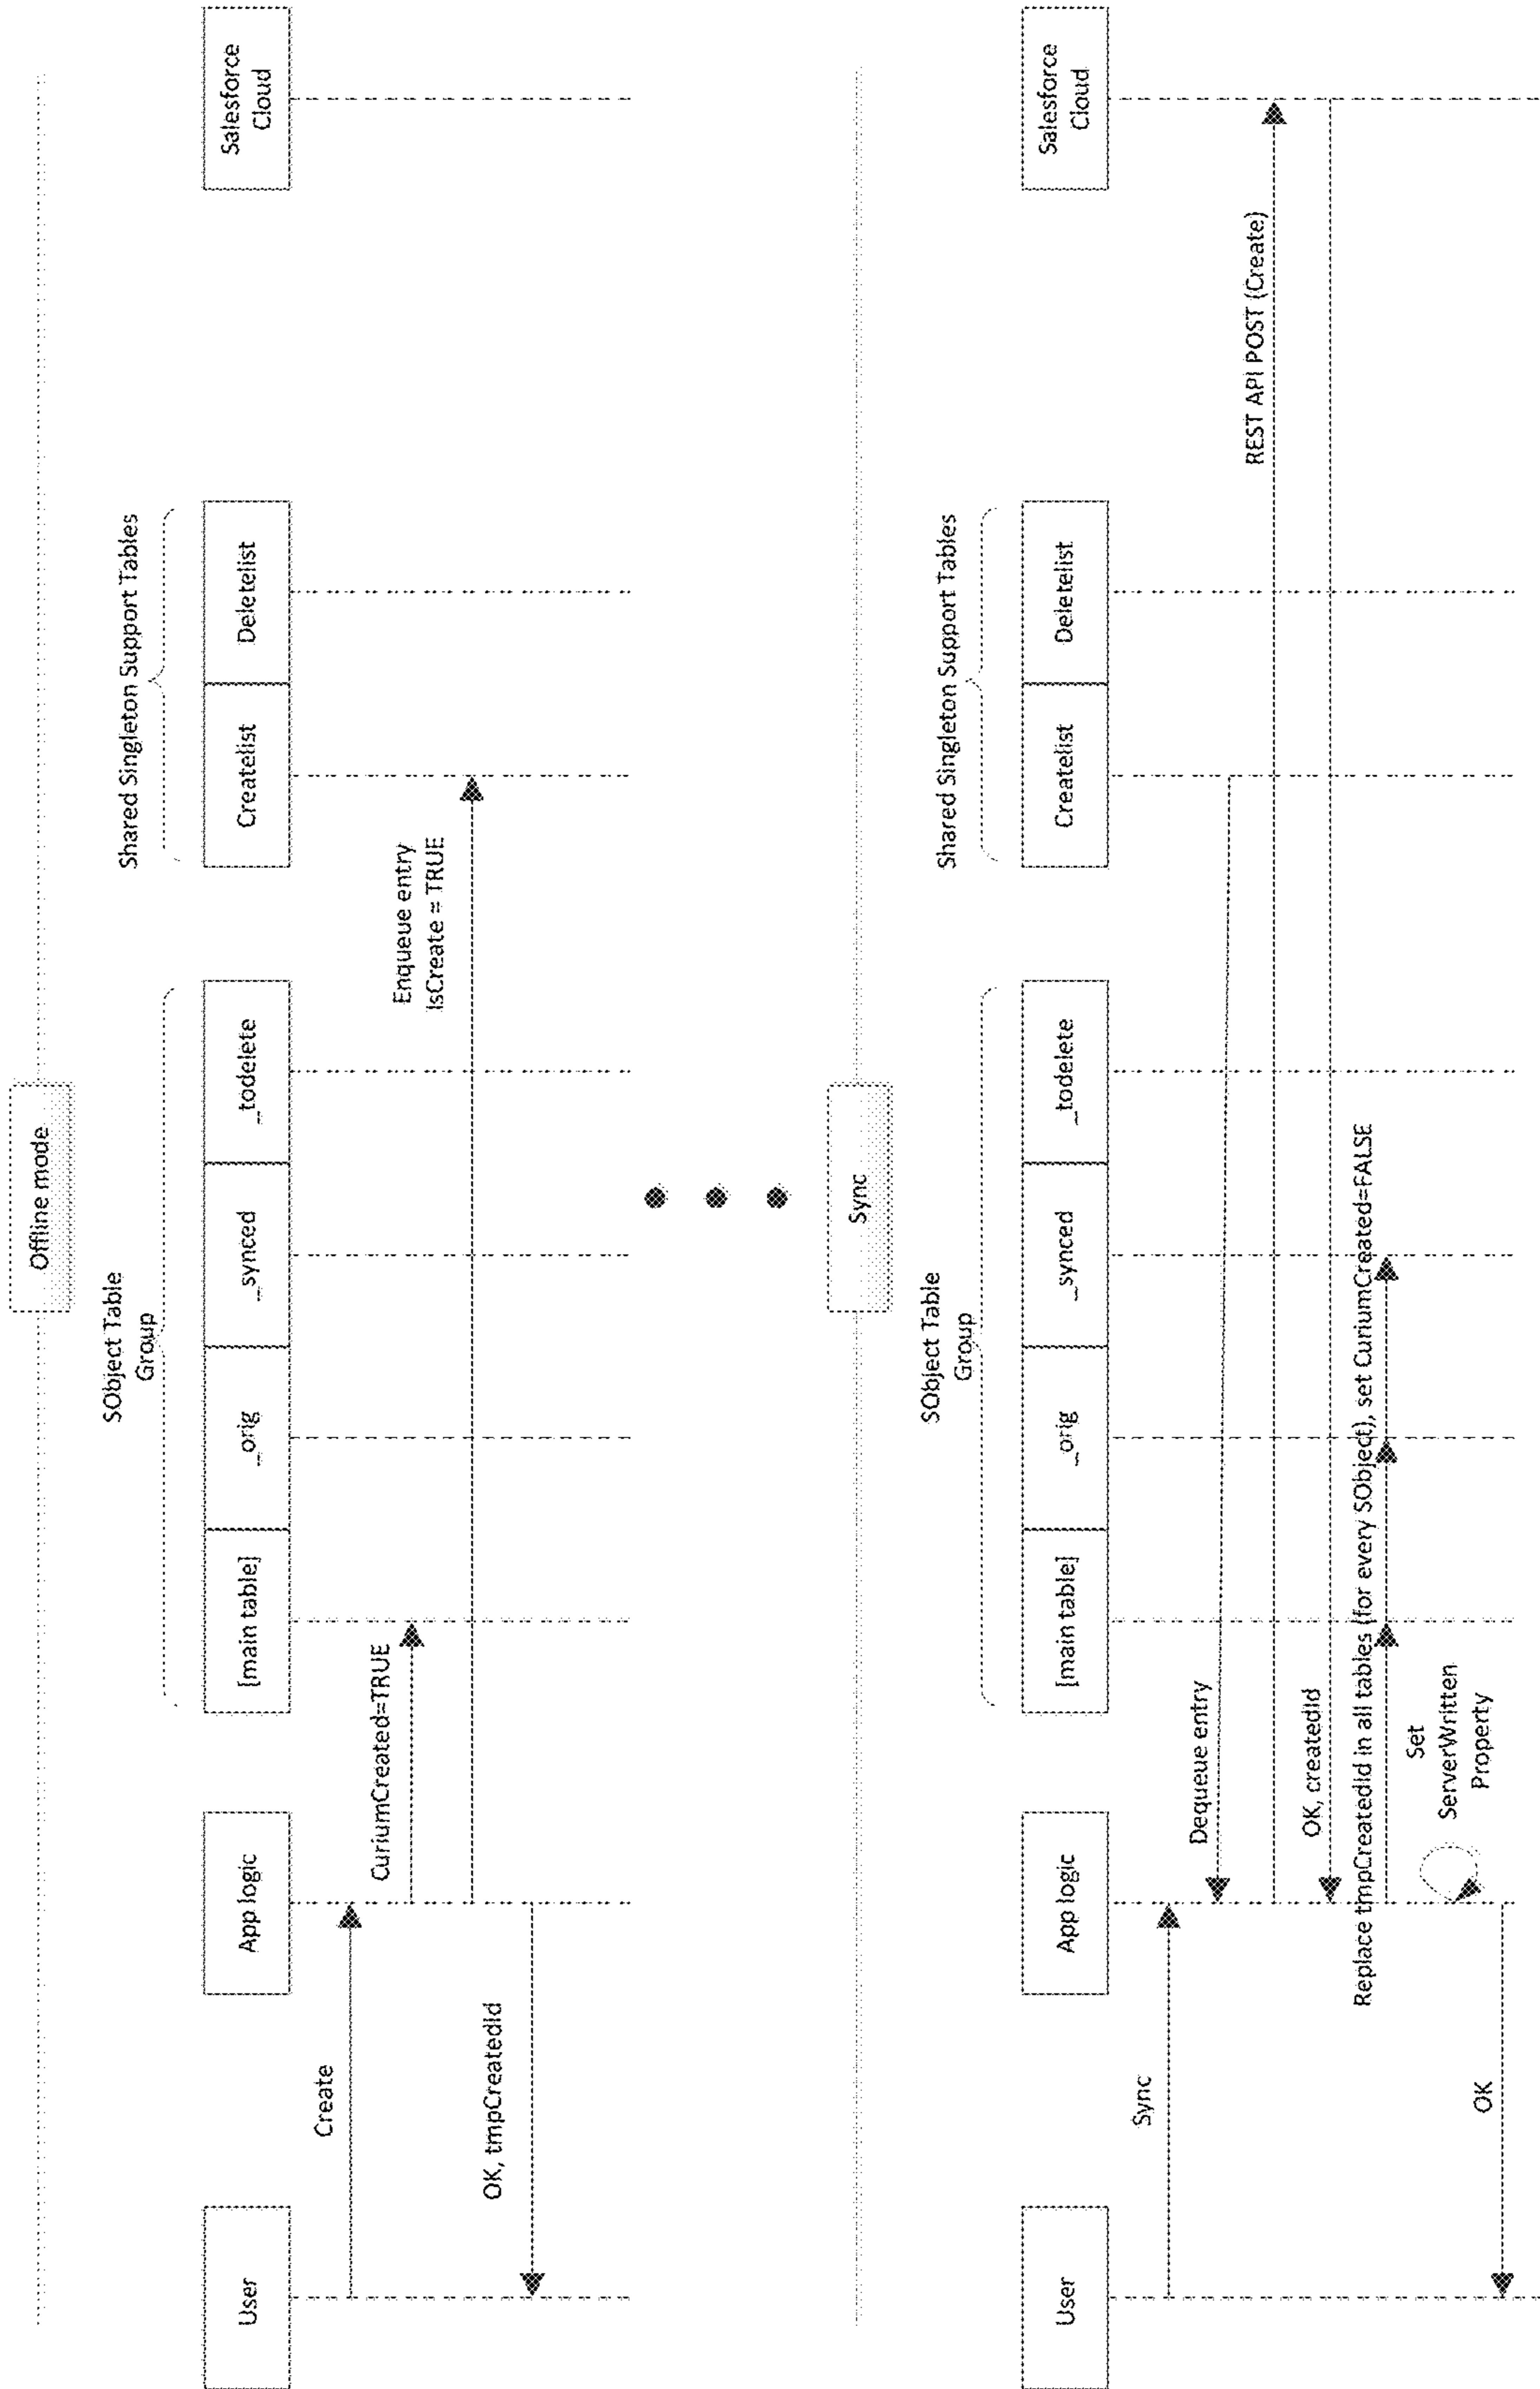 Offline mode
SObject Table
Group
Shared Singleton Support Tables
User
App logic
[main table]
_orig
_synced
_todelete
Createlist
Deletelist
Salesforce
Cloud
Create
CuriumCreated=TRUE
Enqueue entry
IsCreate = TRUE
OK, tmpCreatedId
Sync
SObject Table
Group
Shared Singleton Support Tables
User
App logic
[main table]
_orig
_synced
_todelete
Createlist
Deletelist
Salesforce
Cloud
Sync
Dequeue entry
REST API POST (Create)
OK, createdId
Replace tmpCreatedId in all tables (for every SObject), set CuriumCreated=FALSE
Set
ServerWritten
Property
OK